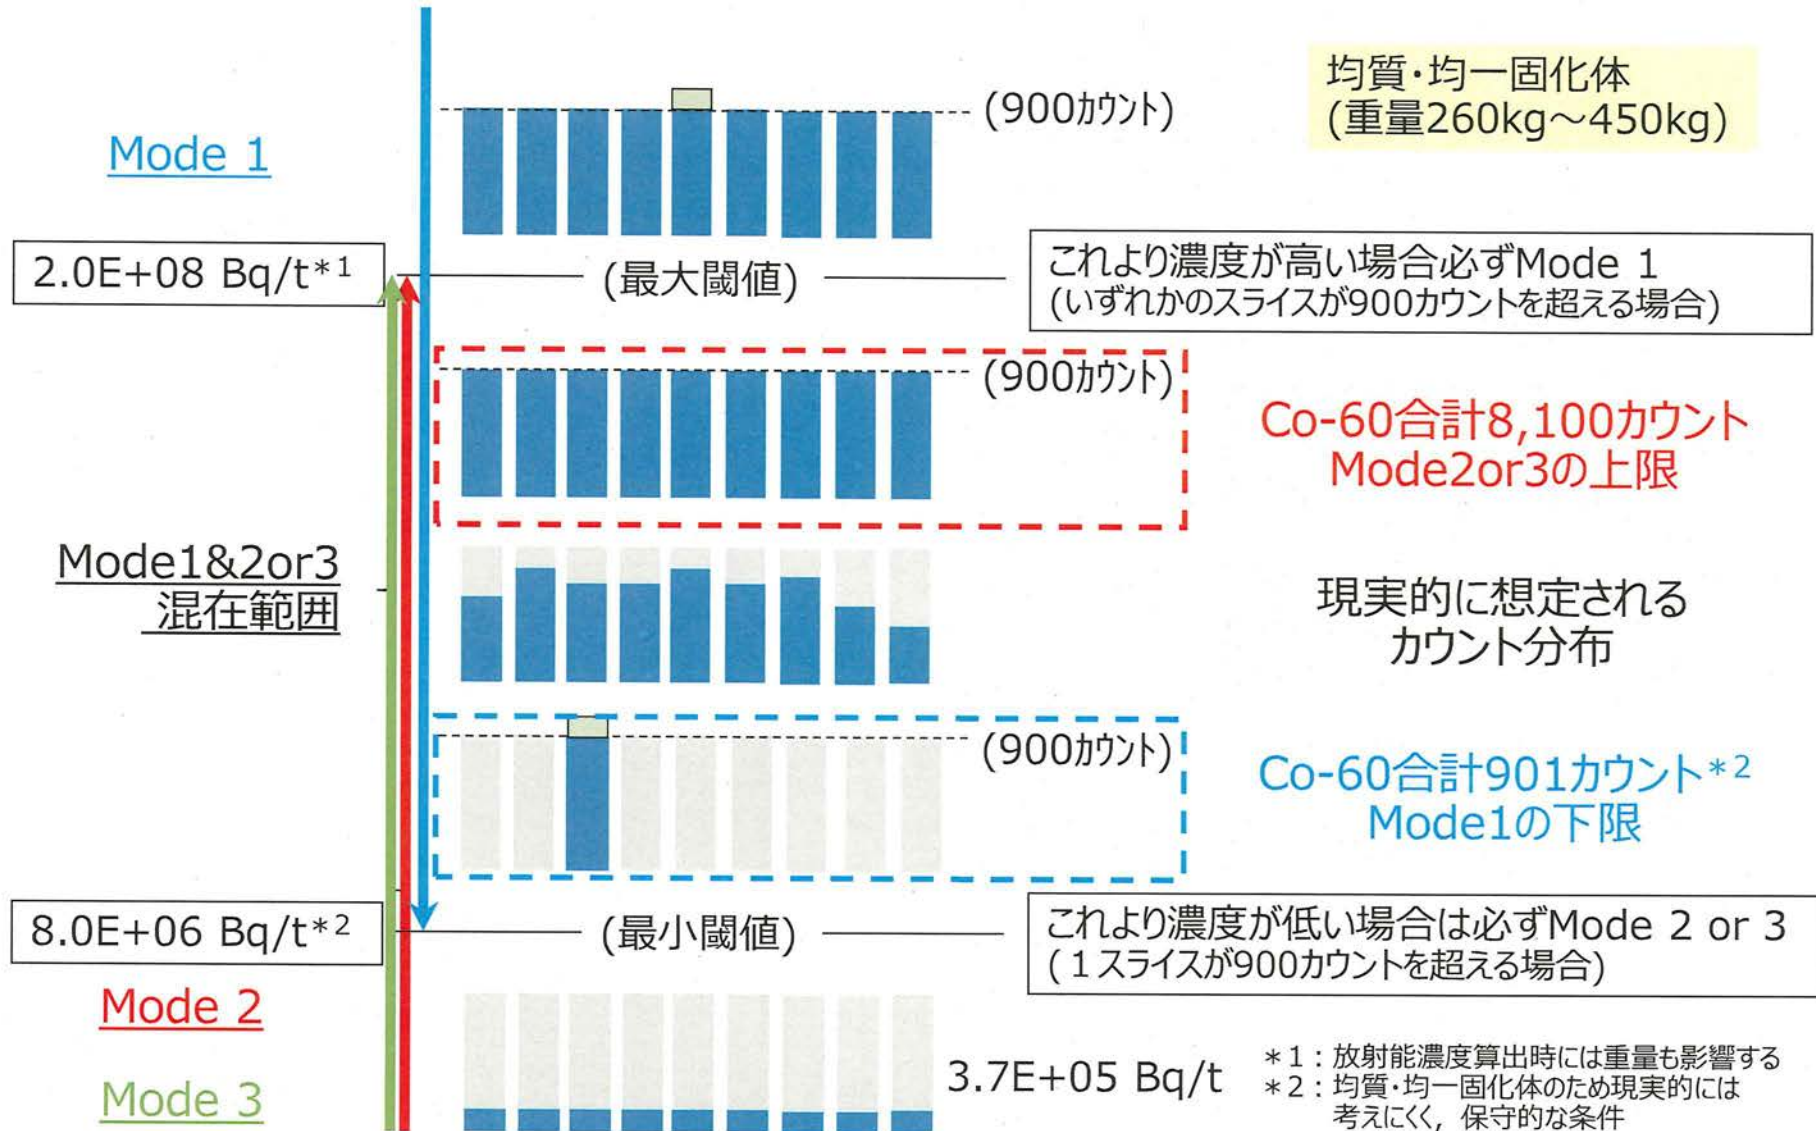 均質・均一固化体
(重量260kg～450kg)
(900ｶｳﾝﾄ)
Mode 1
2.0E+08 Bq/t*1
(最大閾値)
これより濃度が高い場合必ずMode 1
(いずれかのスライスが900カウントを超える場合)
(900ｶｳﾝﾄ)
Co-60合計8,100カウント
Mode2or3の上限
Mode1&2or3
混在範囲
現実的に想定される
カウント分布
(900ｶｳﾝﾄ)
Co-60合計901カウント*2
Mode1の下限
8.0E+06 Bq/t*2
(最小閾値)
これより濃度が低い場合は必ずMode 2 or 3
(１スライスが900カウントを超える場合)
Mode 2
Mode 3
3.7E+05 Bq/t
*1：放射能濃度算出時には重量も影響する
*2：均質・均一固化体のため現実的には
考えにくく，保守的な条件